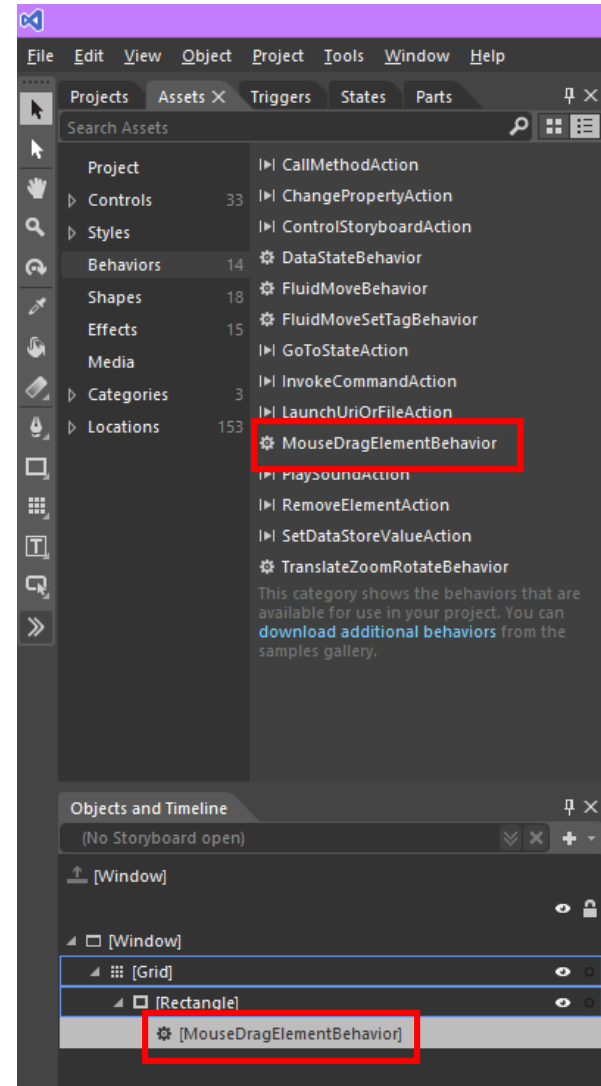 File Edit View Object Project Tools Window Help
Projects Assets Triggers States Parts
Search Assets
Project
Controls 33
Styles
Behaviors 14
Shapes 18
Effects 15
Media
Categories 3
Locations 153
CallMethodAction
ChangePropertyAction
ControlStoryboardAction
DataStateBehavior
FluidMoveBehavior
FluidMoveSetTagBehavior
GoToStateAction
InvokeCommandAction
LaunchUriOrFileAction
MouseDragElementBehavior
PlaySoundAction
RemoveElementAction
SetDataStoreValueAction
TranslateZoomRotateBehavior
This category shows the behaviors that are
available for use in your project. You can
download additional behaviors from the
samples gallery.
Objects and Timeline
(No Storyboard open)
[Window]
[Window]
[Grid]
[Rectangle]
[MouseDragElementBehavior]